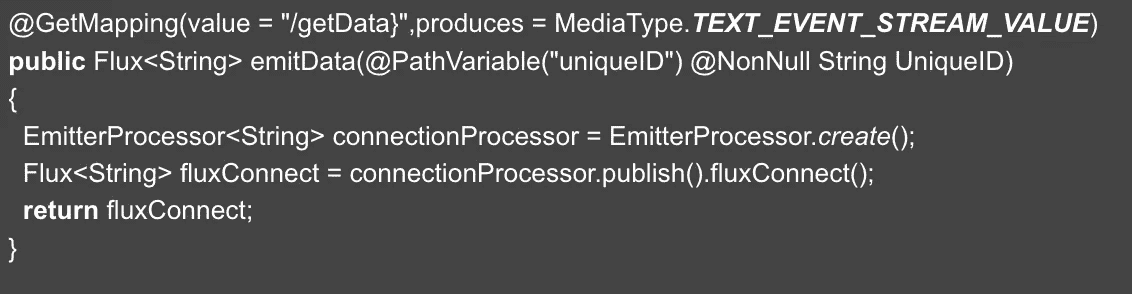 @GetMapping(value = "/getData}",produces = MediaType.TEXT_EVENT_STREAM_VALUE)
public Flux<String> emitData(@PathVariable("uniqueID") @NonNull String UniqueID)
{
EmitterProcessor<String> connectionProcessor = EmitterProcessor.create();
Flux<String> fluxConnect = connectionProcessor.publish().fluxConnect();
return fluxConnect;
}